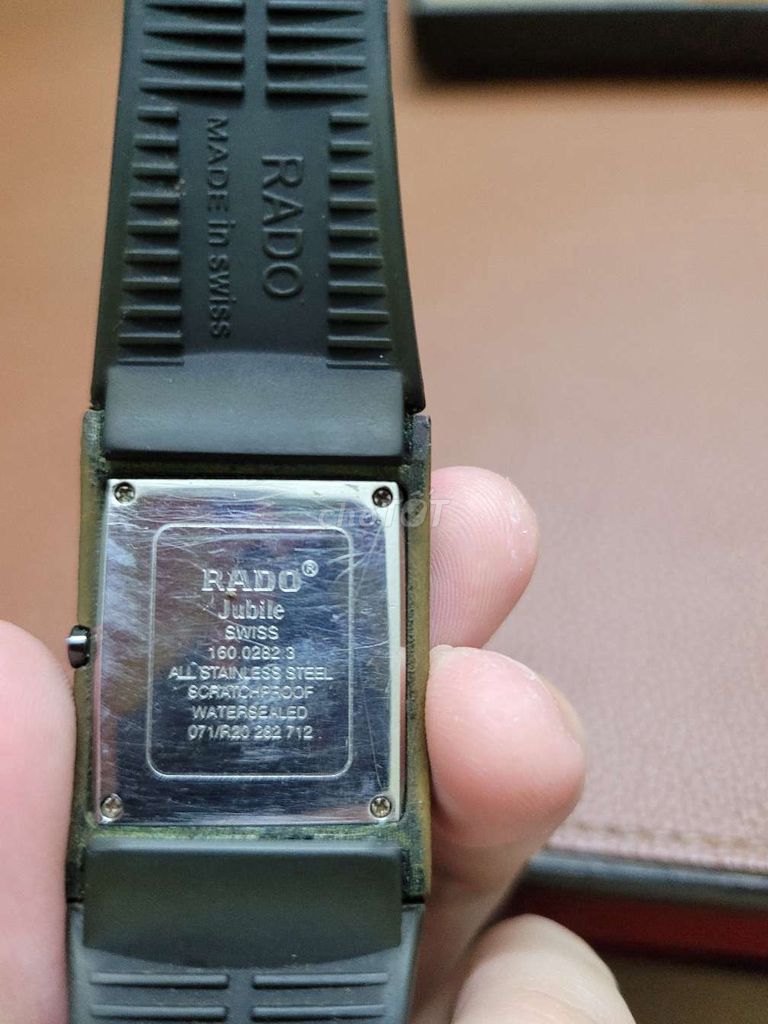 RADO
MADE in swiss
chợTỐT
RADO®
Jubile
SWISS
160.0282 3
ALL STAINLESS STEEL
SCRATCHPROOF
WATERSEALED
071/R20 282 712